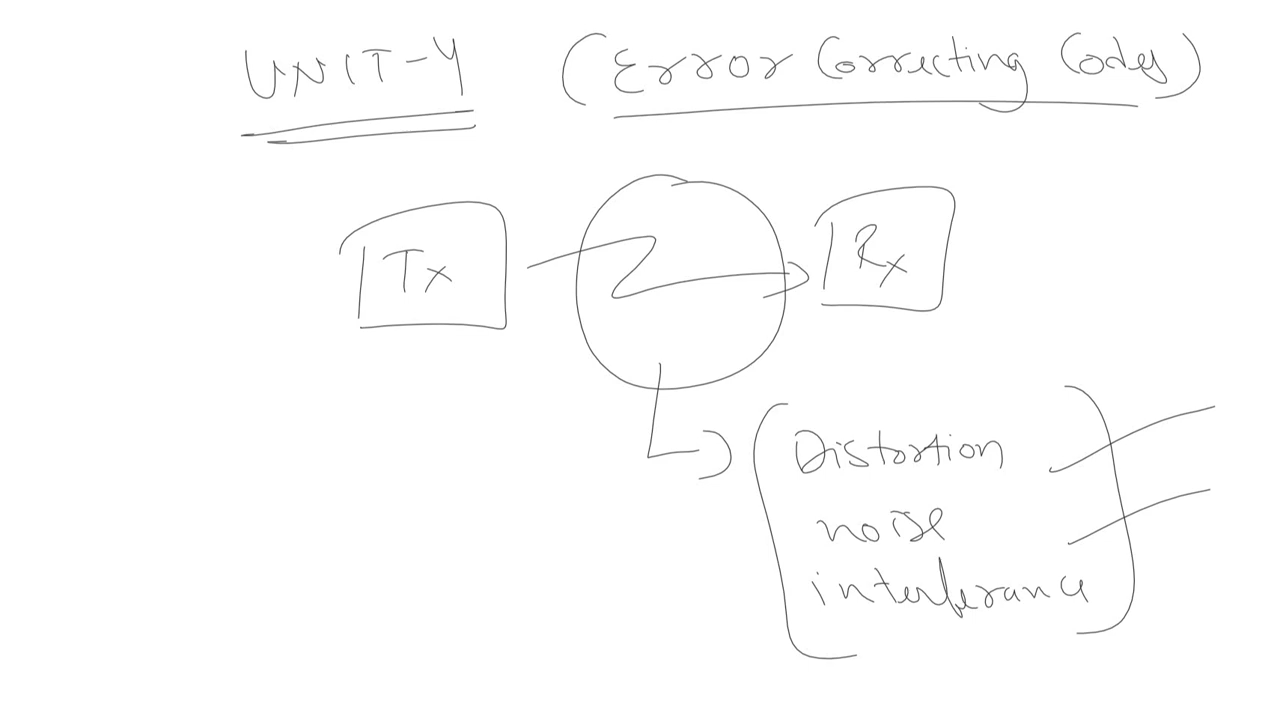 UNIT-4 (Error Correcting Codes)
Tx Rx
Distortion
noise
interferance